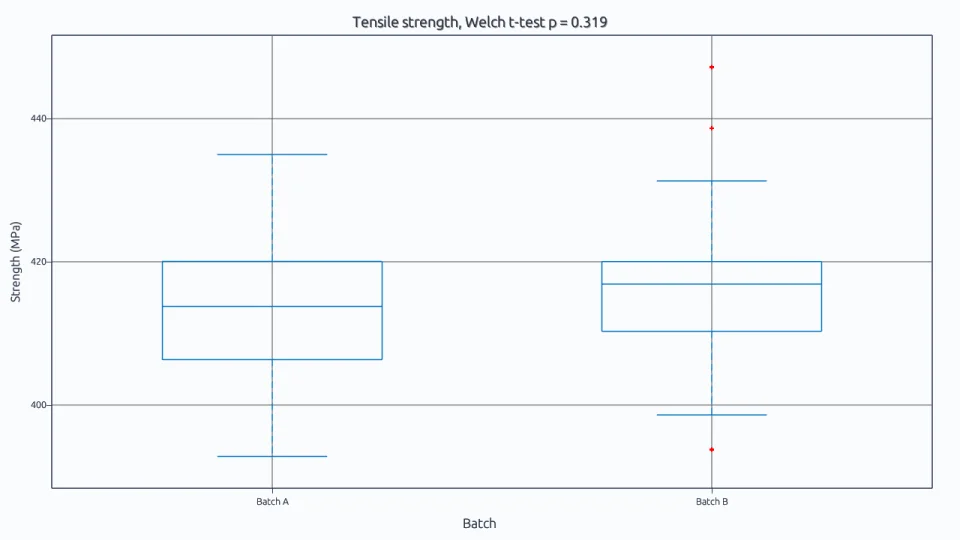 Tensile strength, Welch t-test p = 0.319
Strength (MPa)
440
420
400
Batch A
Batch B
Batch